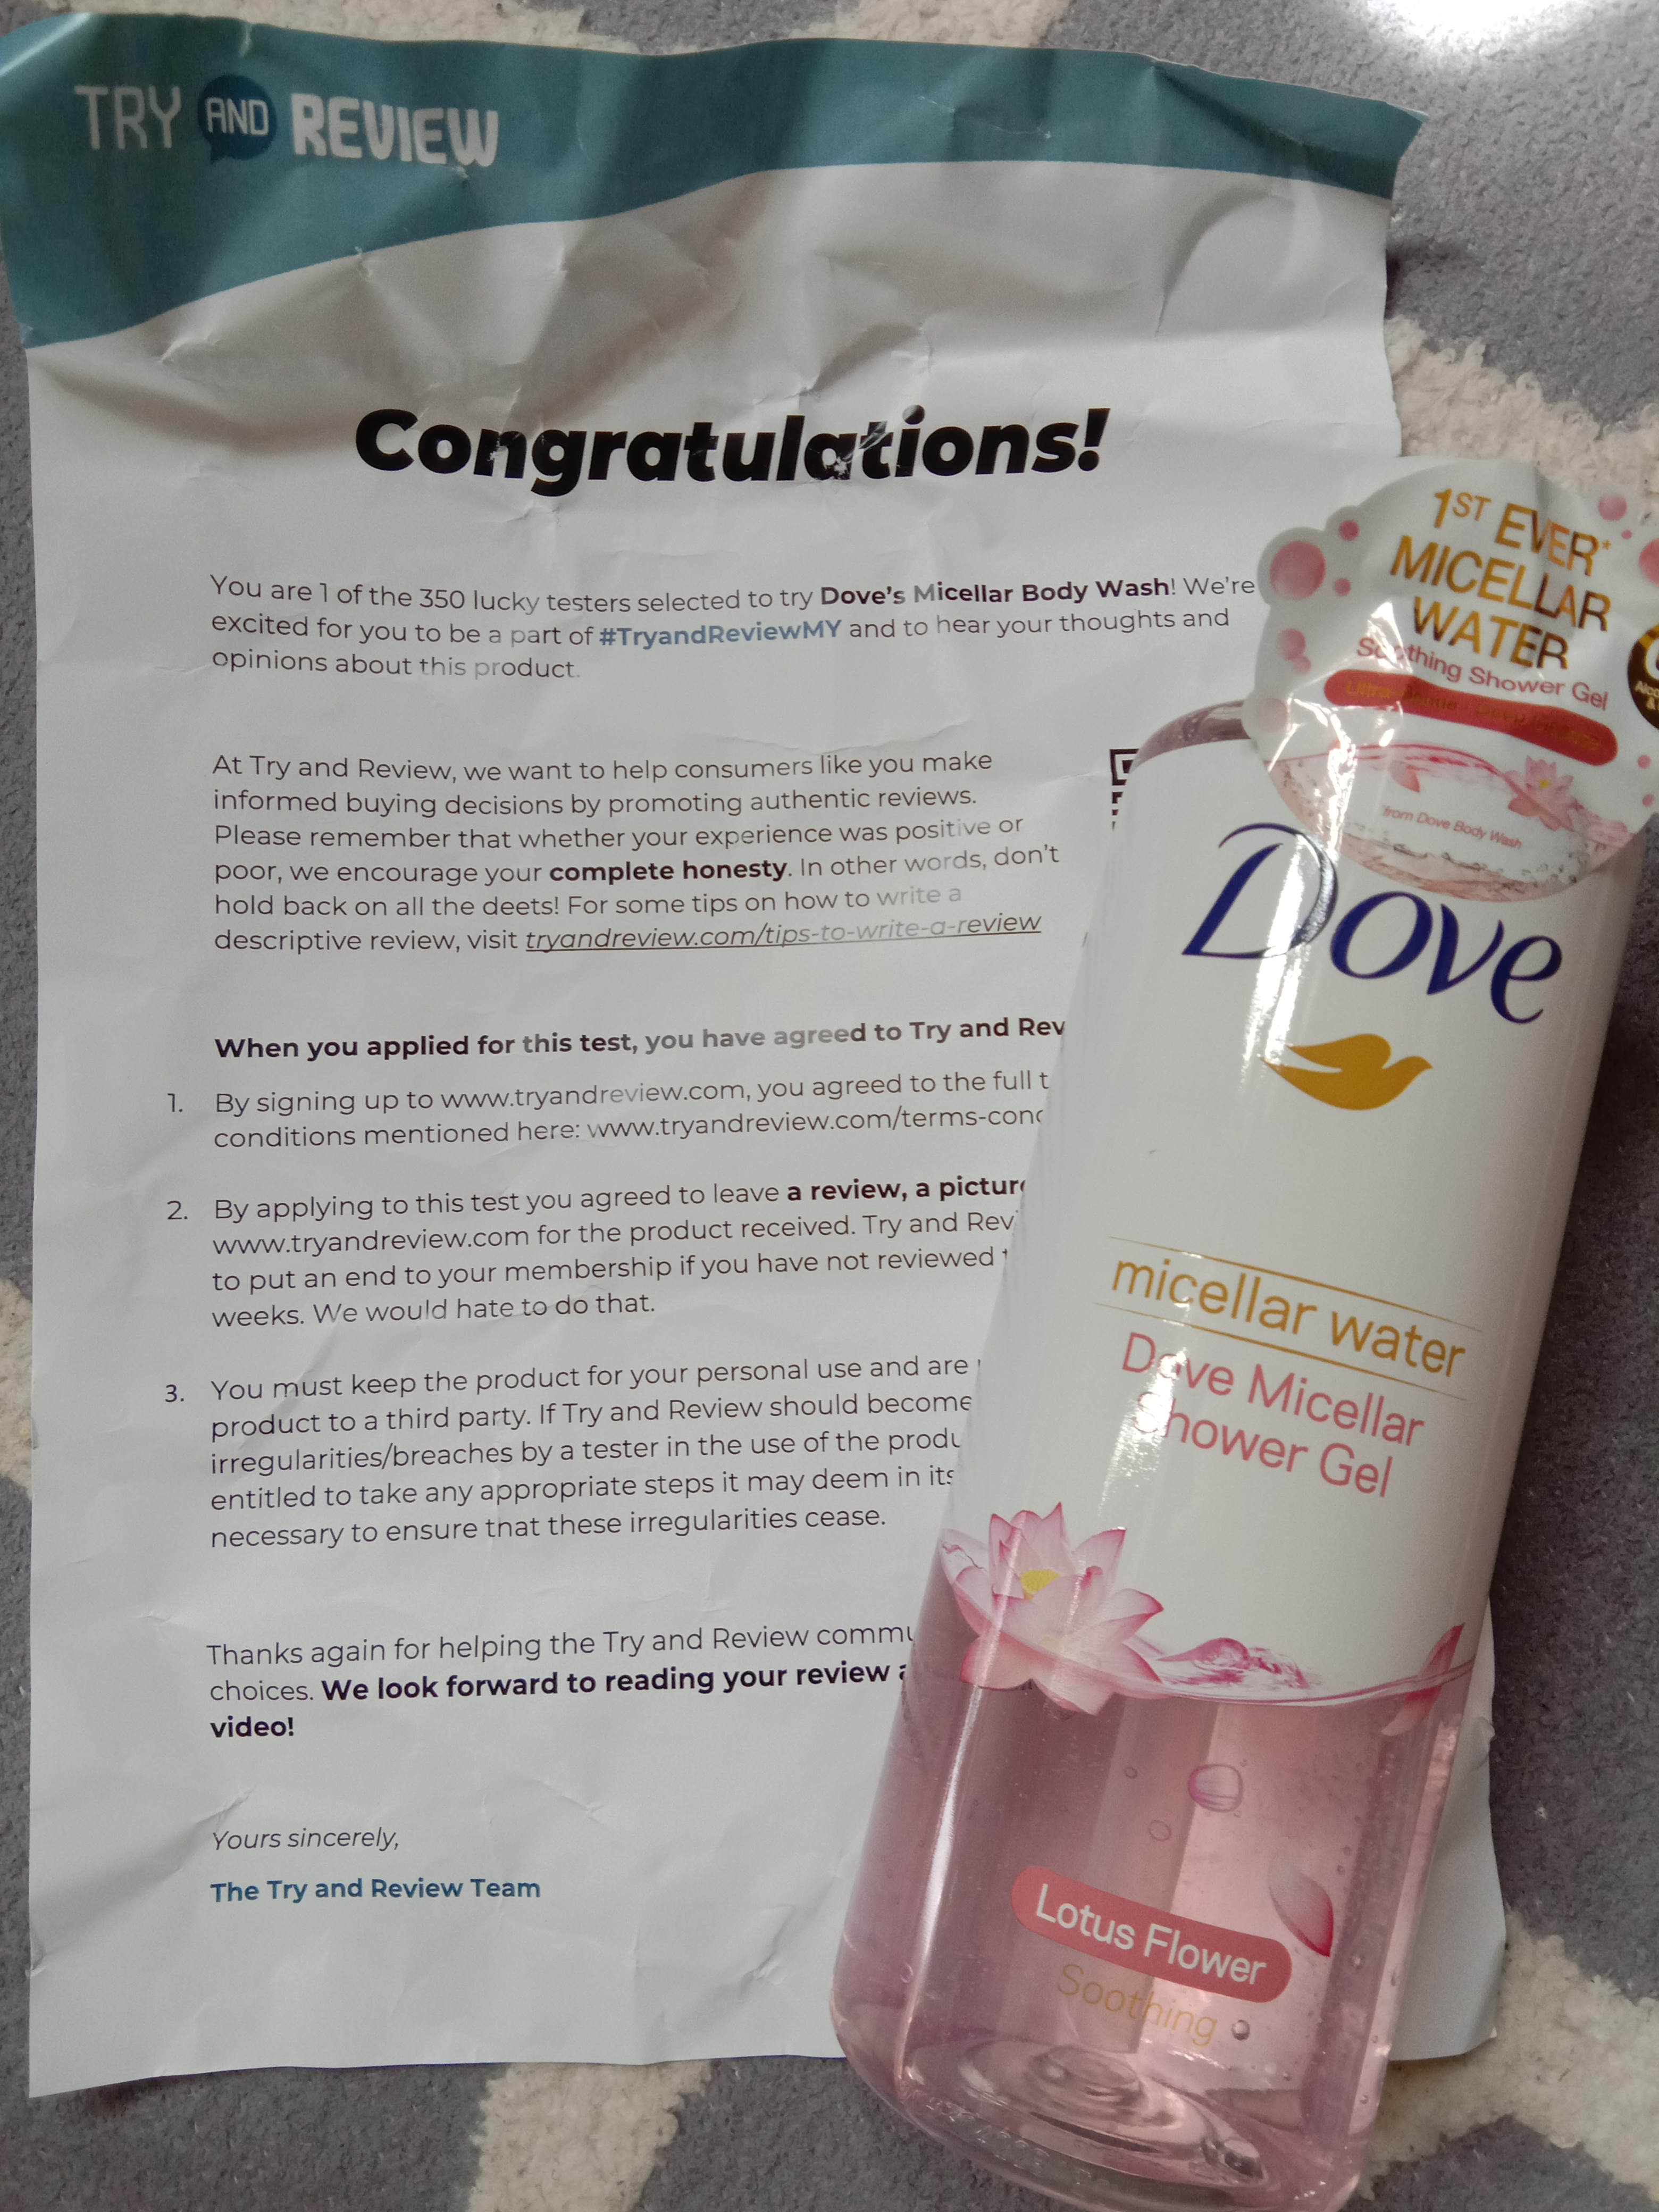 TRY AND REVIEW
Congratulations!
You are 1 of the 350 lucky testers selected to try Dove's Micellar Body Wash! We're
excited for you to be a part of #TryandReviewMY and to hear your thoughts and
opinions about this product.
At Try and Review, we want to help consumers like you make
informed buying decisions by promoting authentic reviews.
Please remember that whether your experience was positive or
poor, we encourage your complete honesty. In other words, don't
hold back on all the deets! For some tips on how to write a
descriptive review, visit tryandreview.com/tips-to-write-a-review
When you applied for this test, you have agreed to Try and Rev
1. By signing up to www.tryandreview.com, you agreed to the full t
conditions mentioned here: www.tryandreview.com/terms-cond
2. By applying to this test you agreed to leave a review, a picture
www.tryandreview.com for the product received. Try and Rev
to put an end to your membership if you have not reviewed
weeks. We would hate to do that.
3. You must keep the product for your personal use and are
product to a third party. If Try and Review should become
irregularities/breaches by a tester in the use of the produ
entitled to take any appropriate steps it may deem in its
necessary to ensure that these irregularities cease.
Thanks again for helping the Try and Review commu
choices. We look forward to reading your review a
video!
Yours sincerely,
The Try and Review Team
1ST EVER*
MICELLAR
WATER
Soothing Shower Gel
*from Dove Body Wash
Dove
micellar water
Dove Micellar
Shower Gel
Lotus Flower
Soothing